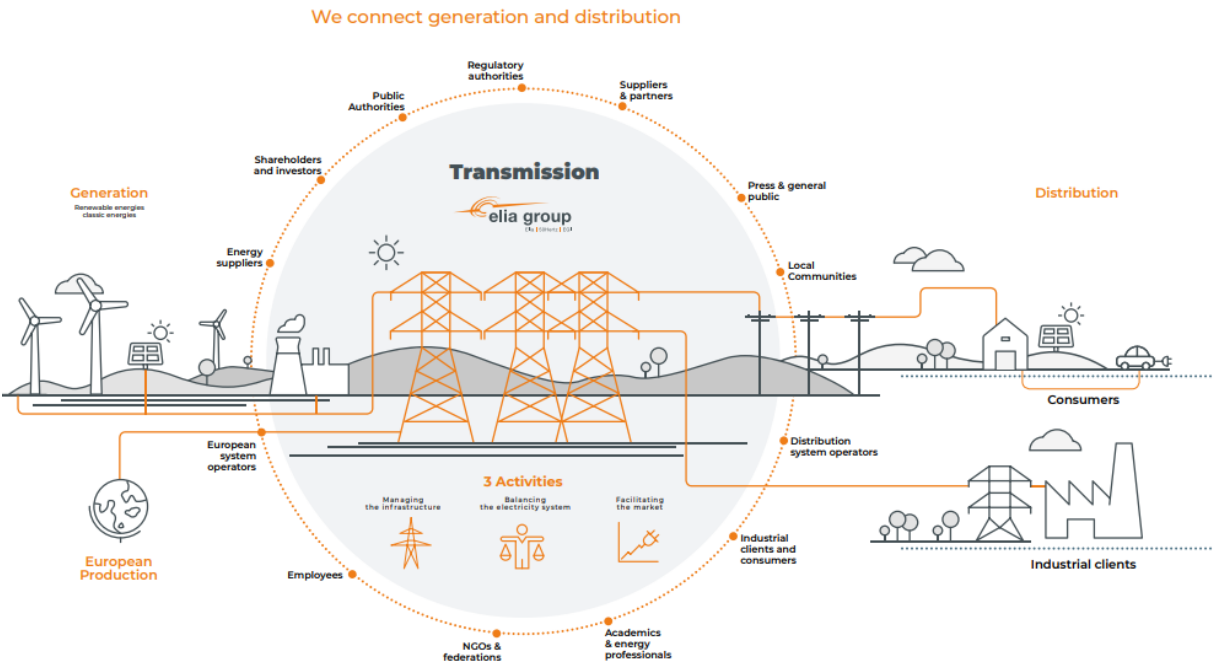 We connect generation and distribution
Regulatory
authorities
Suppliers
& partners
Public
Authorities
Shareholders
and investors
Transmission
elia group
Press & general
public
Generation
Renewable energies
classic energies
Distribution
Energy
suppliers
Local
Communities
Consumers
European
system
operators
Distribution
system operators
3 Activities
Managing
the infrastructure
Balancing
the electricity system
Facilitating
the market
Industrial
clients and
consumers
European
Production
Industrial clients
Employees
NGOs &
federations
Academics
& energy
professionals